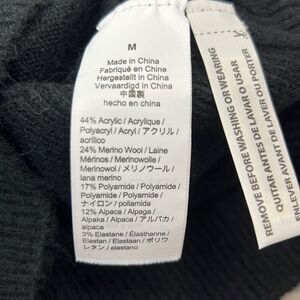 M
Made in China
Fabriqué en Chine
Hergestellt in China
Vervaardigd in China
中国製
hecho en china
44% Acrylic / Acrylique /
Polyacryl / Acryl / アクリル /
acrílico
24% Merino Wool / Laine
Mérinos / Merinowolle /
Merinowol / メリノウール /
lana merino
17% Polyamide / Polyamide /
Polyamid / Polyamide /
ナイロン / poliamida
12% Alpaca / Alpaga /
Alpaka / Alpaca / アルパカ /
alpaca
3% Elastane / Élasthanne /
Elastan / Elastaan / ポリウ
レタン / elastano
REMOVE BEFORE WASHING OR WEARING
QUITAR ANTES DE LAVAR O USAR
ENLEVER AVANT DE LAVER OU PORTER